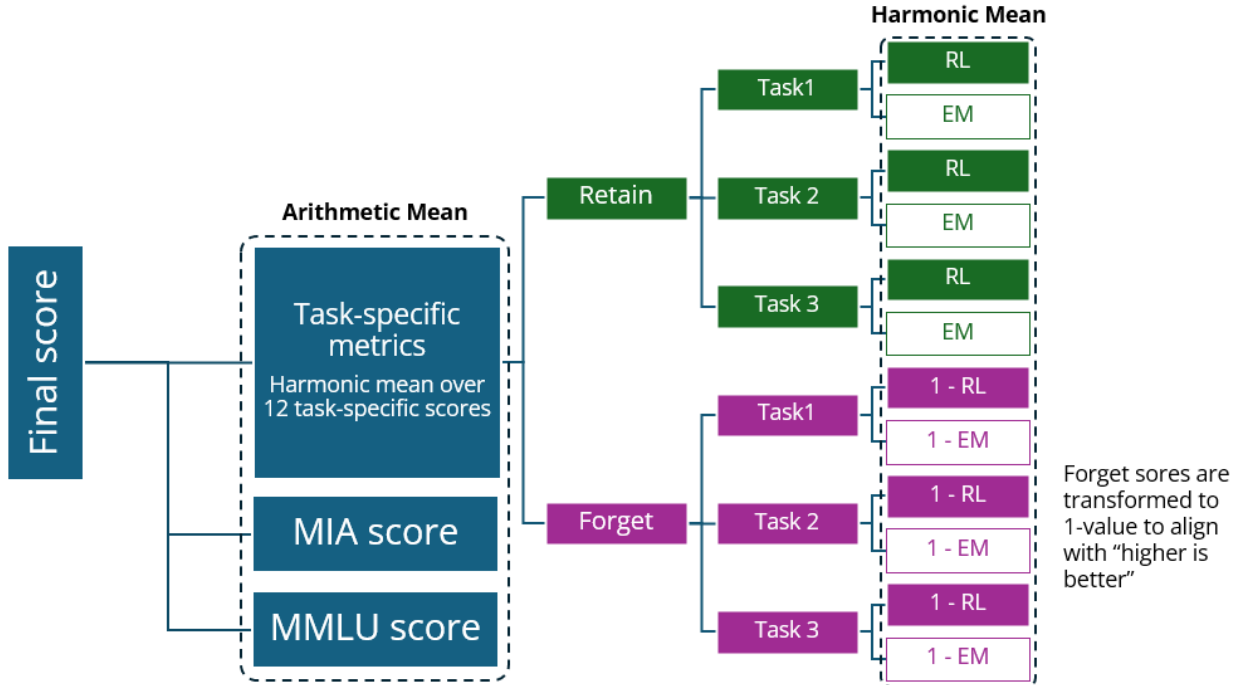 Harmonic Mean
RL
Task1
EM
RL
Retain
Task 2
EM
Arithmetic Mean
RL
Task 3
EM
Final score
Task-specific
metrics
Harmonic mean over
12 task-specific scores
1 - RL
Task1
1 - EM
Forget sores are
transformed to
1-value to align
with “higher is
better”
1 - RL
Forget
Task 2
1 - EM
MIA score
1 - RL
Task 3
1 - EM
MMLU score